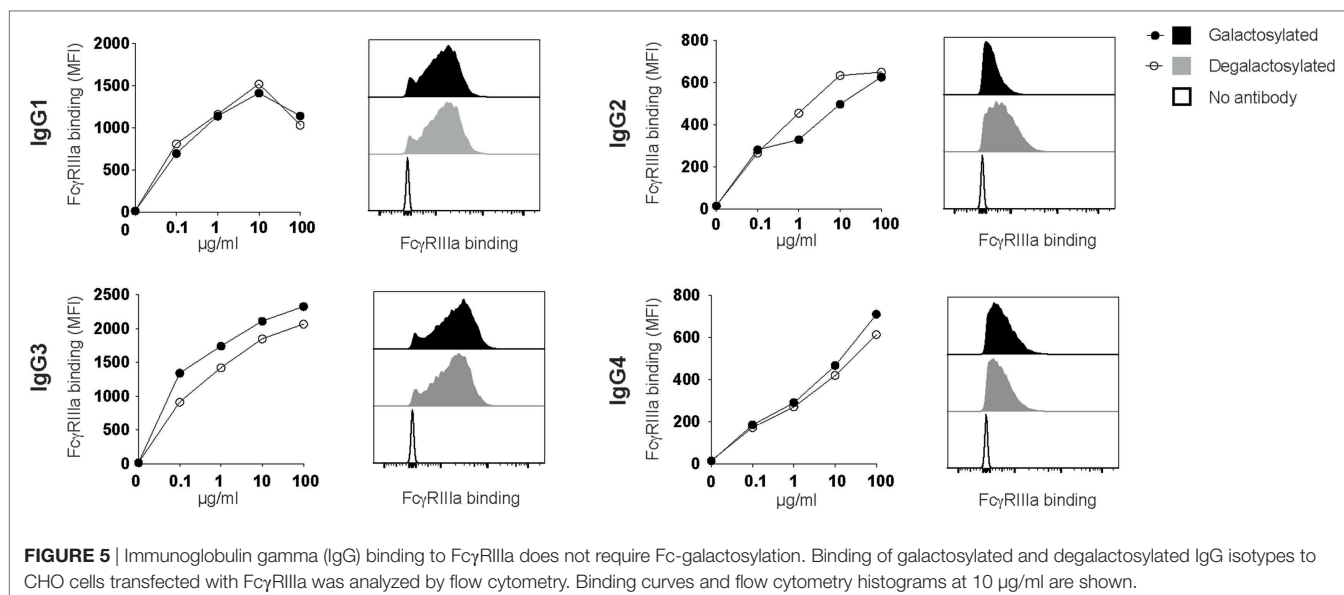 IgG1
FcγRIIIa binding (MFI)
2000
1500
1000
500
0
0 0.1 1 10 100
µg/ml
FcγRIIIa binding
IgG2
FcγRIIIa binding (MFI)
800
600
400
200
0
0 0.1 1 10 100
µg/ml
FcγRIIIa binding
Galactosylated
Degalactosylated
No antibody
IgG3
FcγRIIIa binding (MFI)
2500
2000
1500
1000
500
0
0 0.1 1 10 100
µg/ml
FcγRIIIa binding
IgG4
FcγRIIIa binding (MFI)
800
600
400
200
0
0 0.1 1 10 100
µg/ml
FcγRIIIa binding
FIGURE 5 | Immunoglobulin gamma (IgG) binding to FcγRIIIa does not require Fc-galactosylation. Binding of galactosylated and degalactosylated IgG isotypes to
CHO cells transfected with FcγRIIIa was analyzed by flow cytometry. Binding curves and flow cytometry histograms at 10 µg/ml are shown.